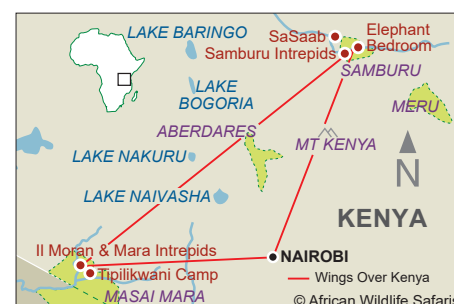 LAKE BARINGO
SaSaab
Elephant
Bedroom
Samburu Intrepids
SAMBURU
LAKE
BOGORIA
MERU
ABERDARES
MT KENYA
LAKE NAKURU
N
LAKE NAIVASHA
KENYA
Il Moran & Mara Intrepids
NAIROBI
Tipilikwani Camp
Wings Over Kenya
MASAI MARA
© African Wildlife Safaris